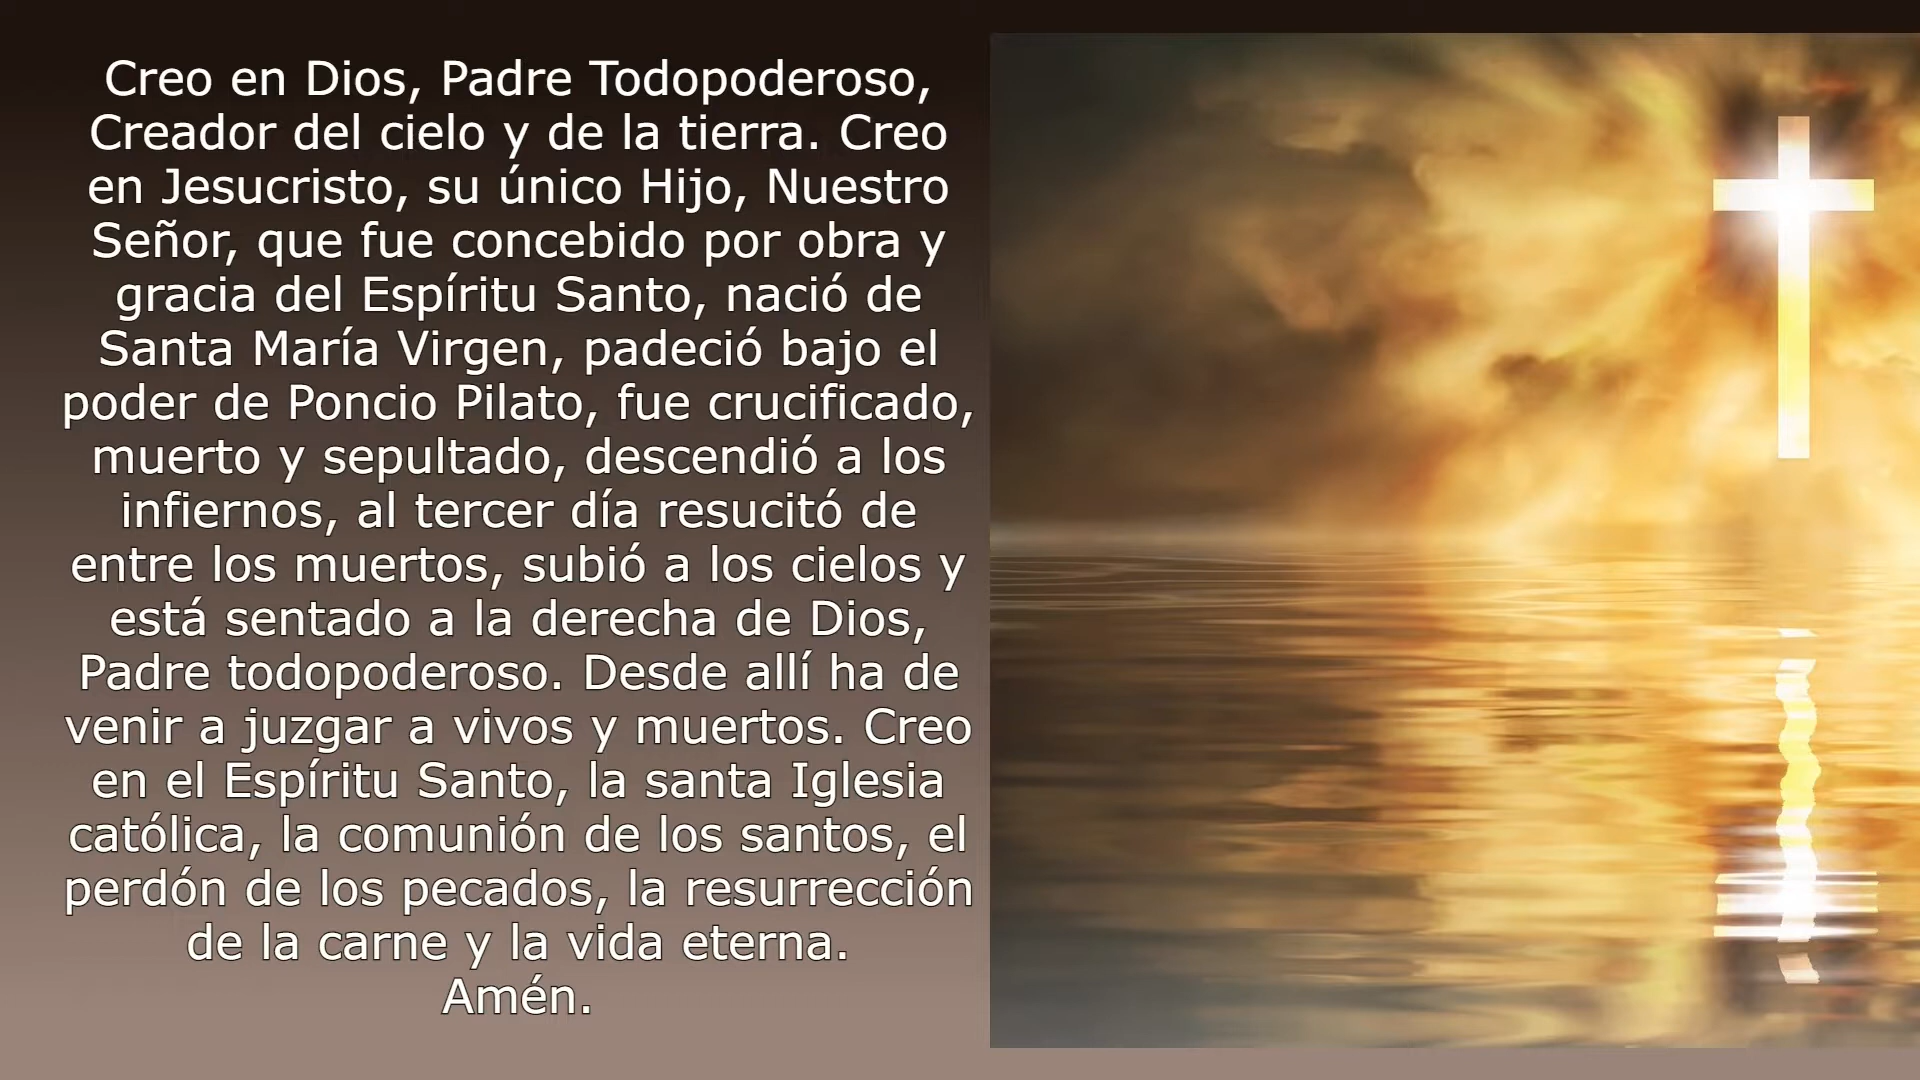 Creo en Dios, Padre Todopoderoso,
Creador del cielo y de la tierra. Creo
en Jesucristo, su único Hijo, Nuestro
Señor, que fue concebido por obra y
gracia del Espíritu Santo, nació de
Santa María Virgen, padeció bajo el
poder de Poncio Pilato, fue crucificado,
muerto y sepultado, descendió a los
infiernos, al tercer día resucitó de
entre los muertos, subió a los cielos y
está sentado a la derecha de Dios,
Padre todopoderoso. Desde allí ha de
venir a juzgar a vivos y muertos. Creo
en el Espíritu Santo, la santa Iglesia
católica, la comunión de los santos, el
perdón de los pecados, la resurrección
de la carne y la vida eterna.
Amén.